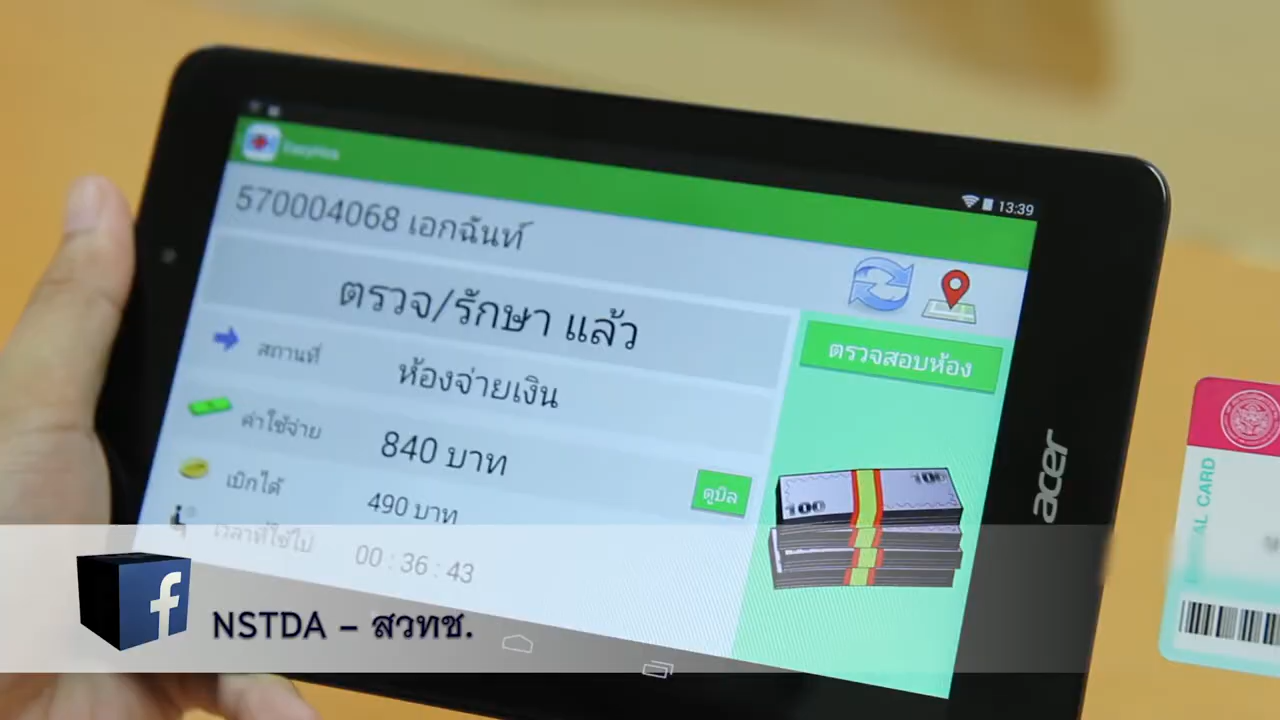 13:39
570004068 เอกฉันท์
ตรวจ/รักษา แล้ว
ตรวจสอบห้อง
สถานที่ ห้องจ่ายเงิน
ค่าใช้จ่าย 840 บาท
เบิกได้ 490 บาท
ดูบิล
เวลาที่ใช้ไป 00 : 36 : 43
100
100
acer
AL CARD
f
NSTDA – สวทช.